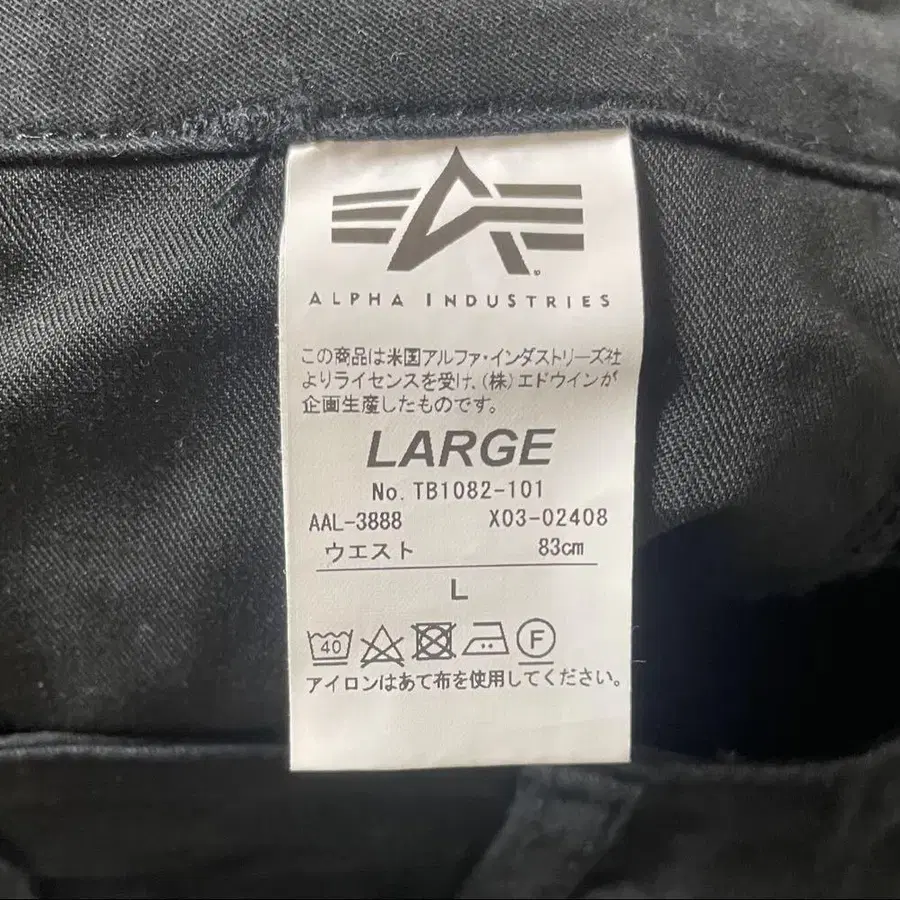 ALPHA INDUSTRIES
この商品は米国アルファ・インダストリーズ社
よりライセンスを受け、(株)エドウインが
企画生産したものです。
LARGE
No. TB1082-101
AAL-3888 X03-02408
ウエスト 83cm
L
40 F
アイロンはあて布を使用してください。